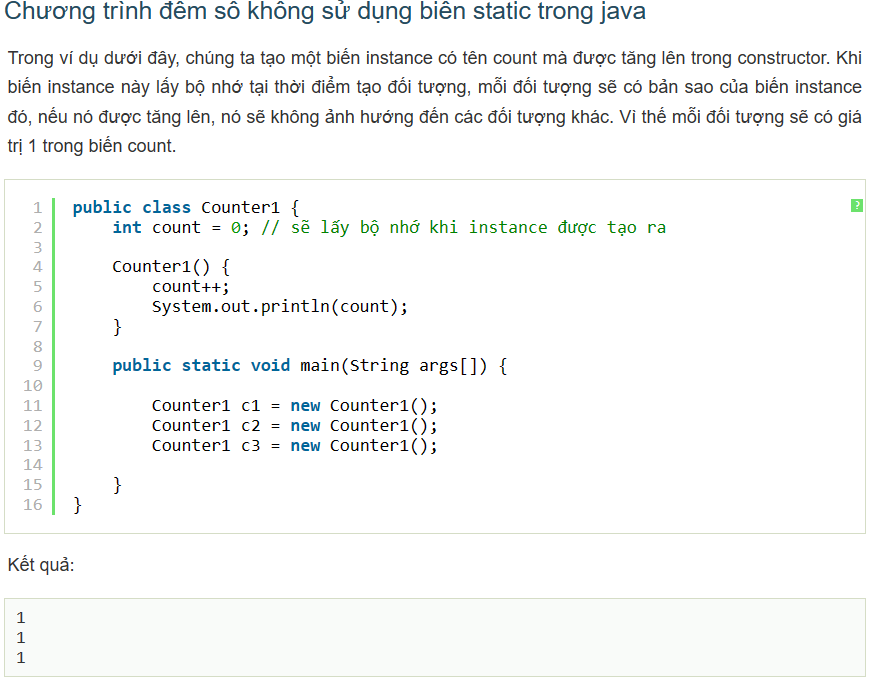 Chương trình đếm số không sử dụng biến static trong java
Trong ví dụ dưới đây, chúng ta tạo một biến instance có tên count mà được tăng lên trong constructor. Khi
biến instance này lấy bộ nhớ tại thời điểm tạo đối tượng, mỗi đối tượng sẽ có bản sao của biến instance
đó, nếu nó được tăng lên, nó sẽ không ảnh hướng đến các đối tượng khác. Vì thế mỗi đối tượng sẽ có giá
trị 1 trong biến count.
1 public class Counter1 {
2 int count = 0; // sẽ lấy bộ nhớ khi instance được tạo ra
3
4 Counter1() {
5 count++;
6 System.out.println(count);
7 }
8
9 public static void main(String args[]) {
10
11 Counter1 c1 = new Counter1();
12 Counter1 c2 = new Counter1();
13 Counter1 c3 = new Counter1();
14
15 }
16 }
?
Kết quả:
1
1
1